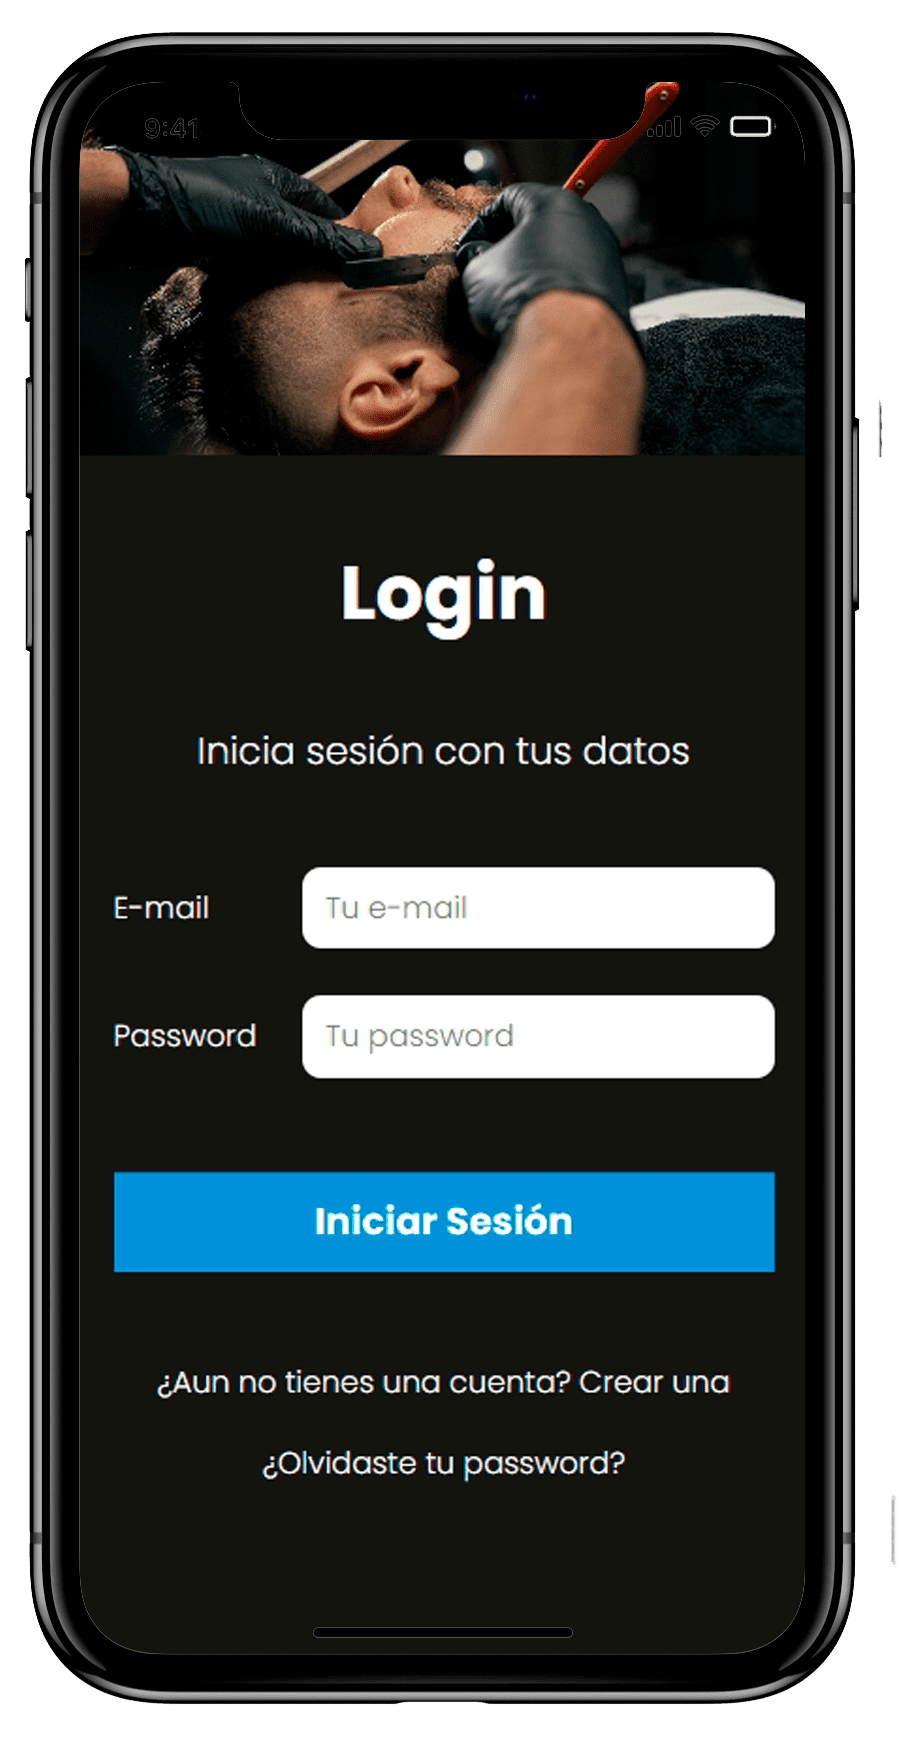 9:41
Login
Inicia sesión con tus datos
E-mail
Tu e-mail
Password
Tu password
Iniciar Sesión
¿Aun no tienes una cuenta? Crear una
¿Olvidaste tu password?